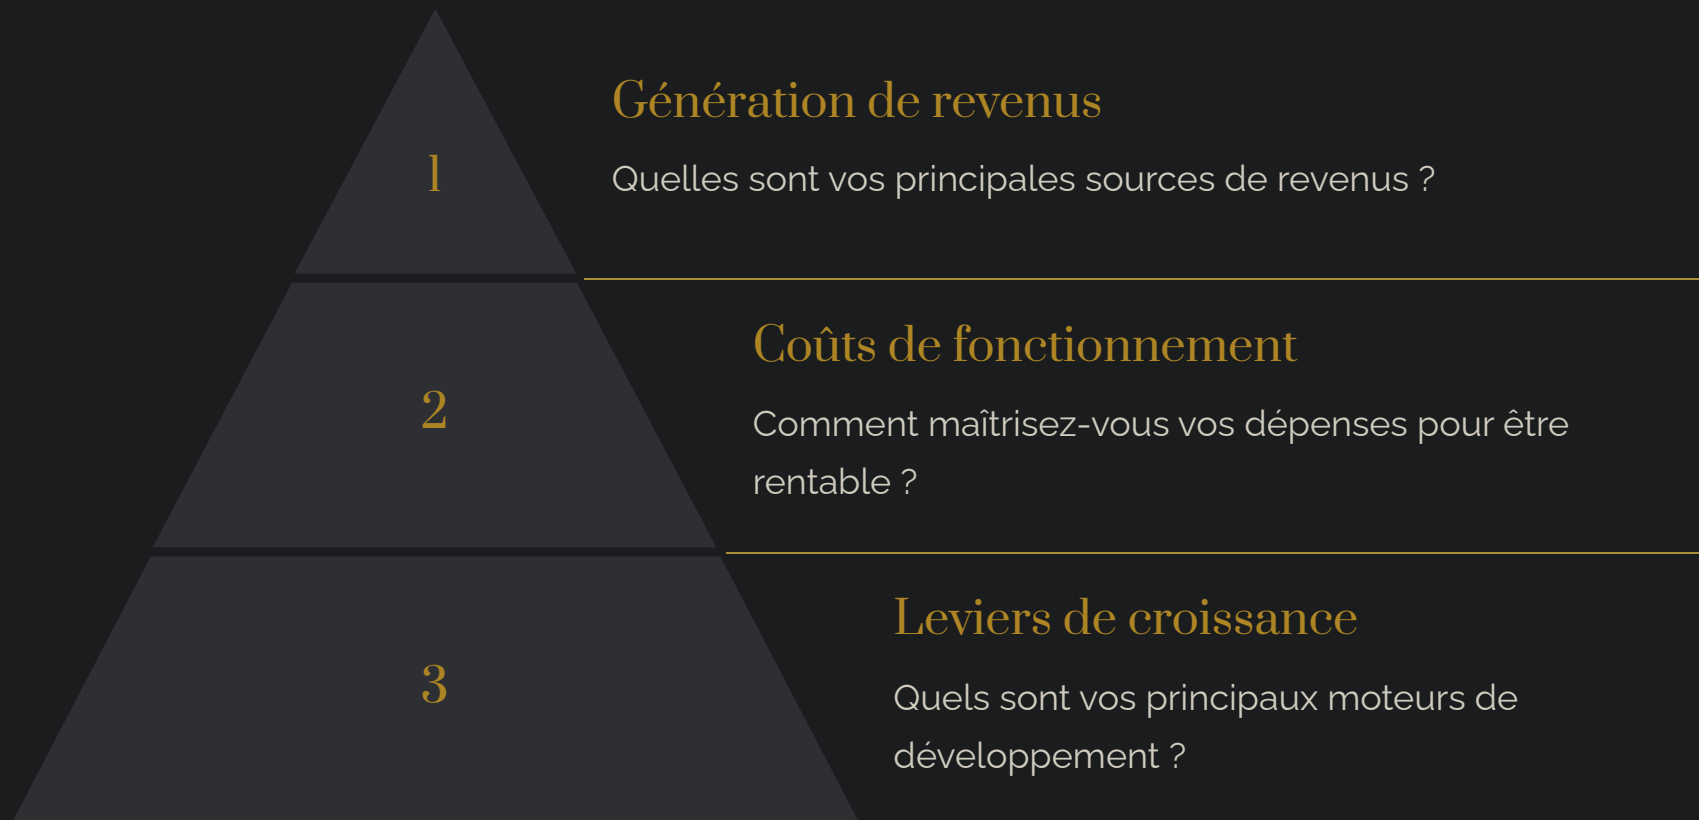 1
Génération de revenus
Quelles sont vos principales sources de revenus ?
2
Coûts de fonctionnement
Comment maîtrisez-vous vos dépenses pour être
rentable ?
3
Leviers de croissance
Quels sont vos principaux moteurs de
développement ?